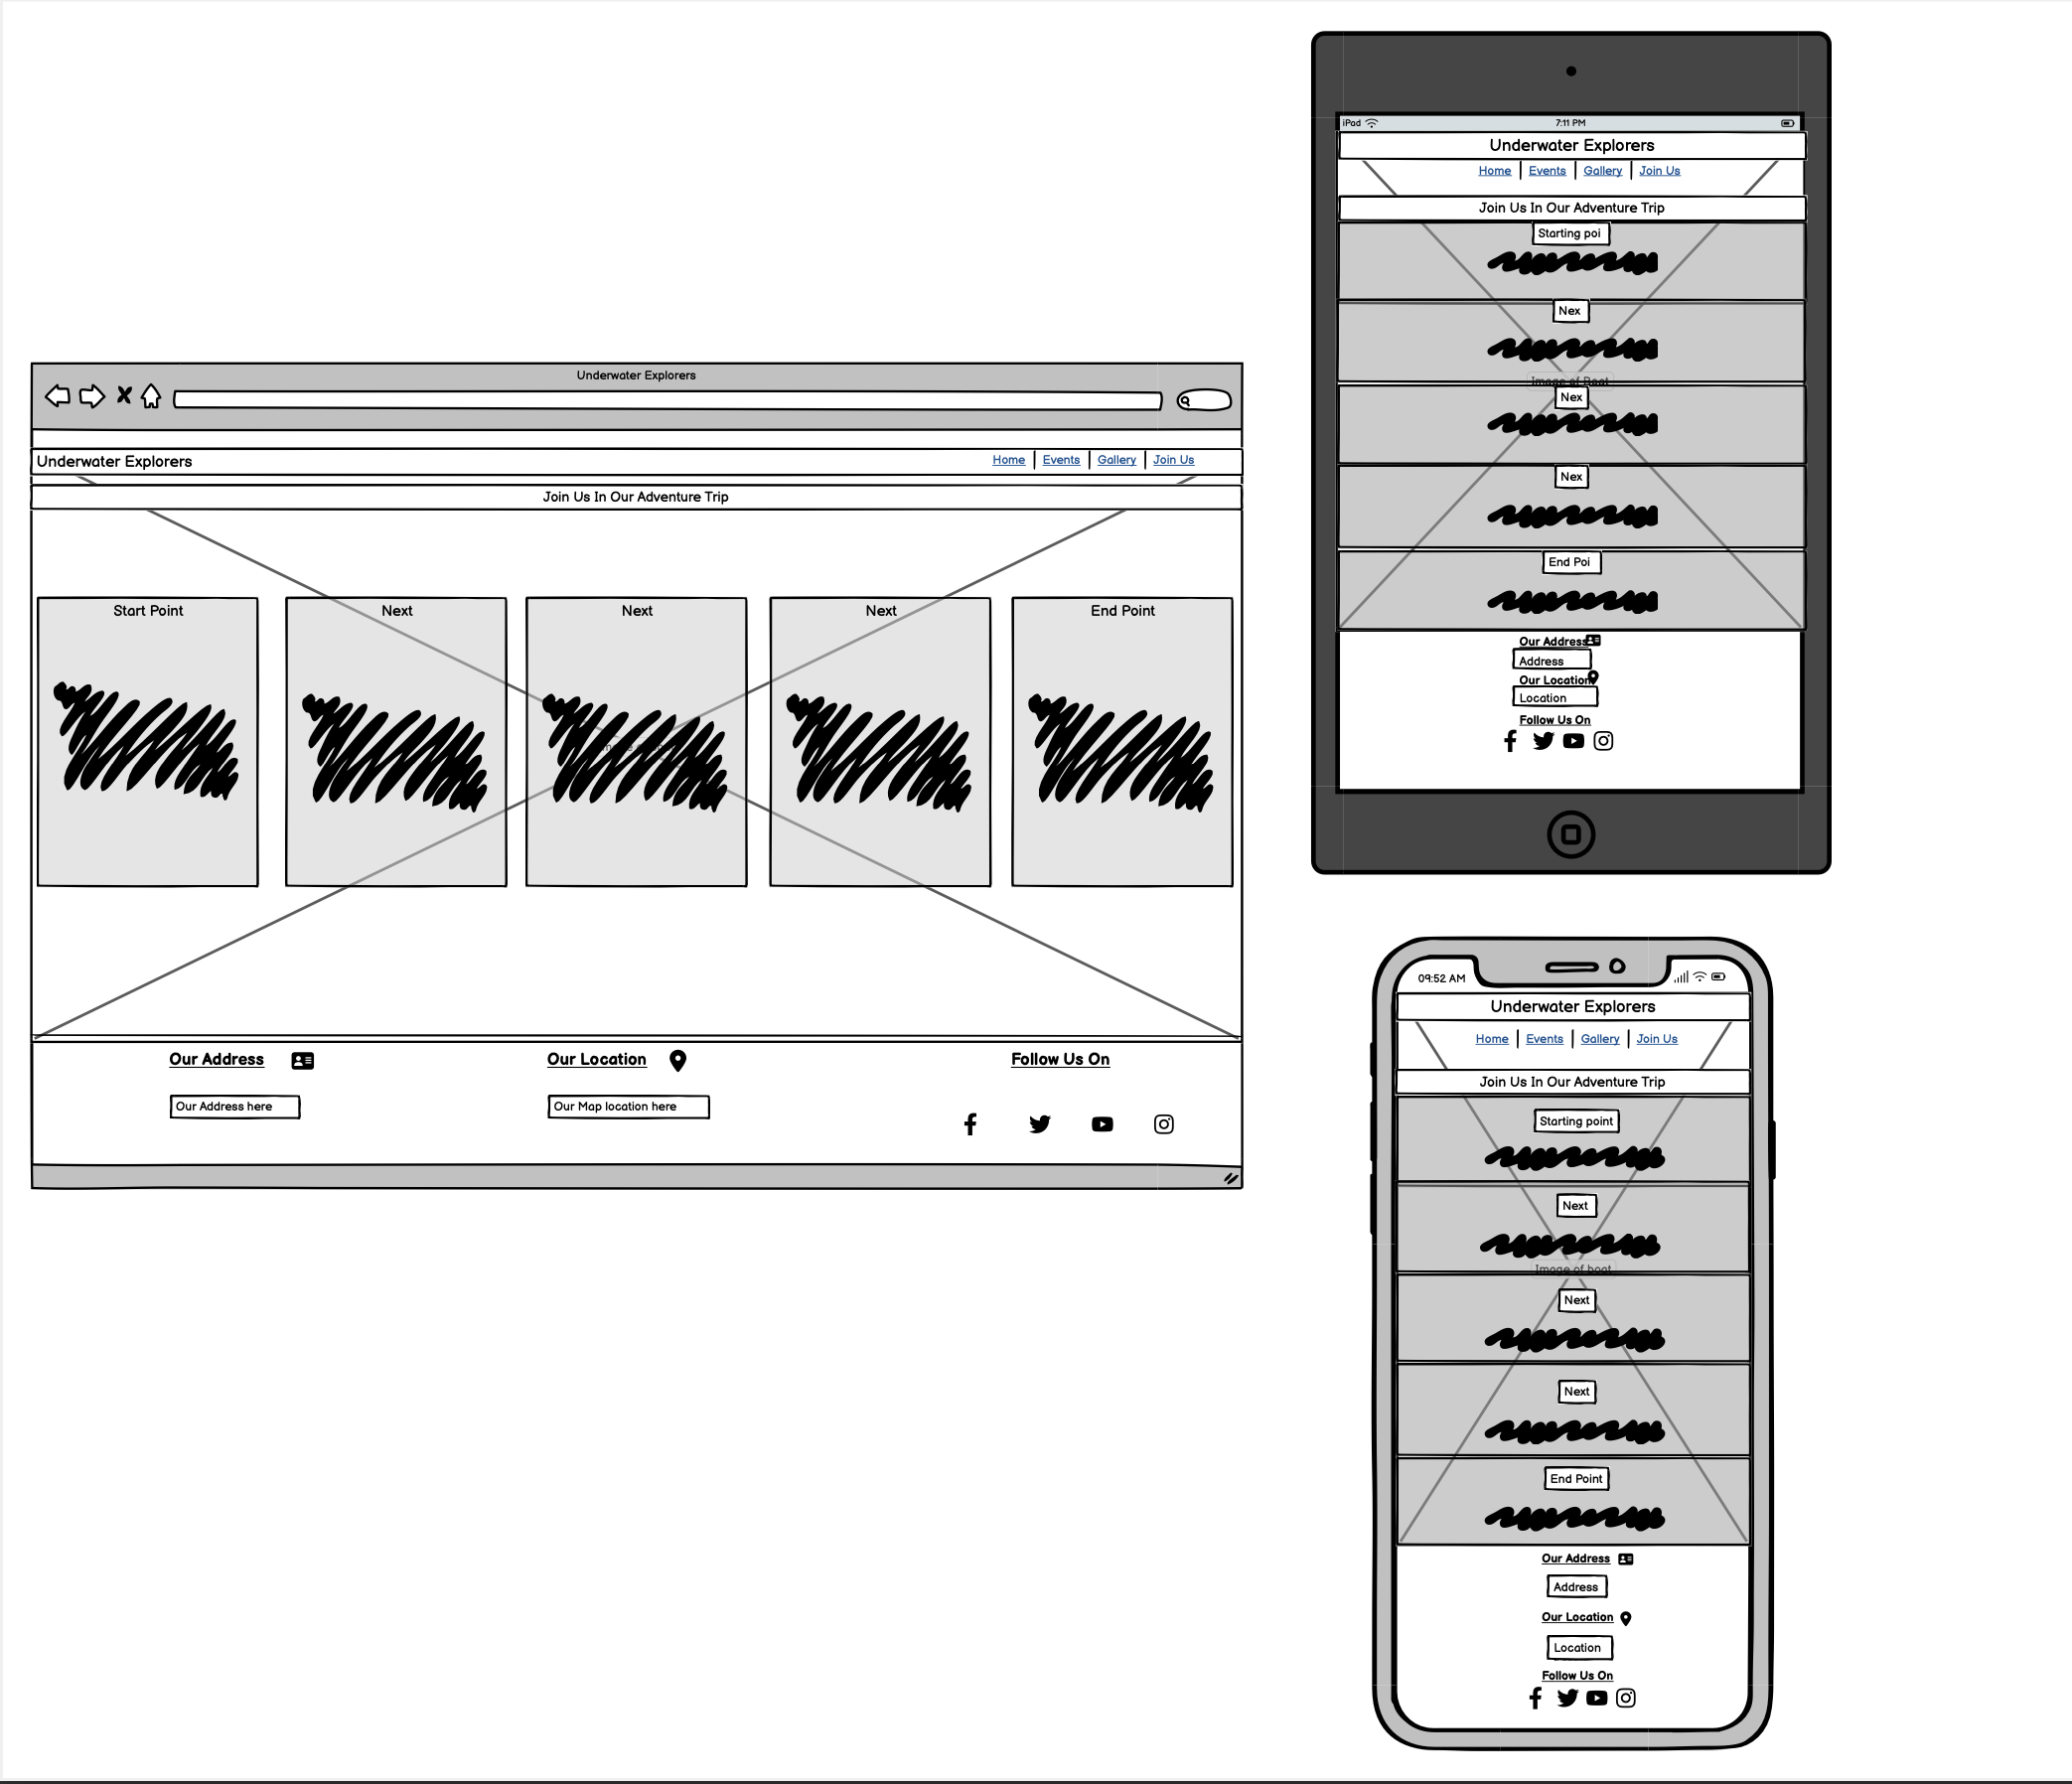 Underwater Explorers
Underwater Explorers
Home Events Gallery Join Us
Join Us In Our Adventure Trip
Start Point Next Next Next End Point
Our Address Our Location Follow Us On
Our Address here Our Map location here
iPad 7:11 PM
Underwater Explorers
Home Events Gallery Join Us
Join Us In Our Adventure Trip
Starting poi
Nex
Image of Boat
Nex
Nex
End Poi
Our Address
Address
Our Location
Location
Follow Us On
09:52 AM
Underwater Explorers
Home Events Gallery Join Us
Join Us In Our Adventure Trip
Starting point
Next
Image of boat
Next
Next
End Point
Our Address
Address
Our Location
Location
Follow Us On